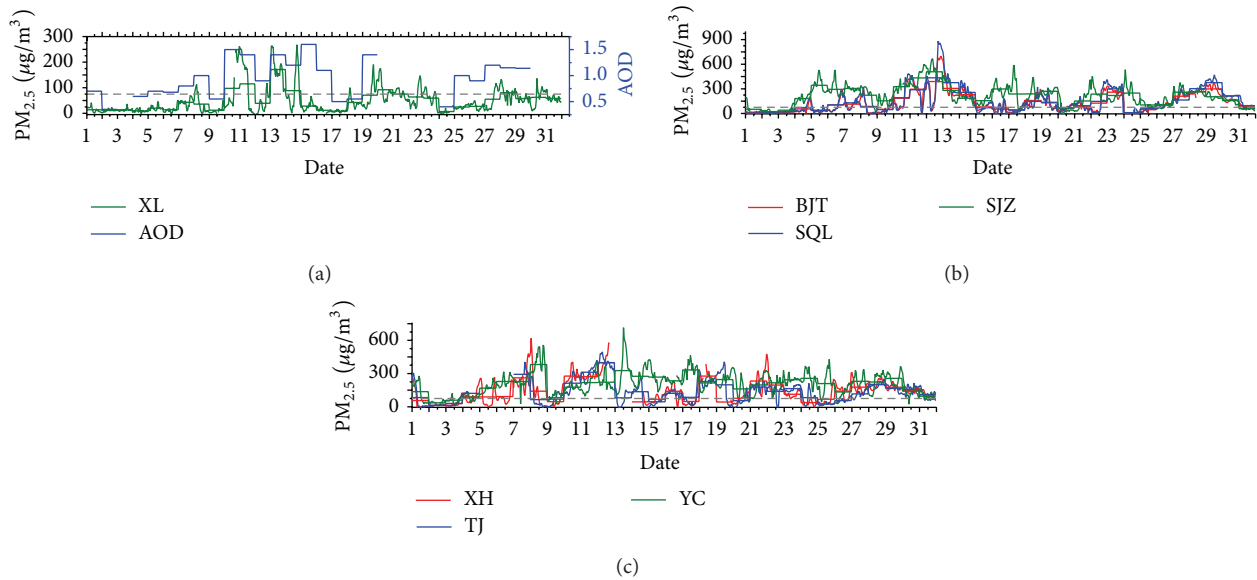 PM2.5 (μg/m3)
300
200
100
0
1.5
1.0
0.5
AOD
1 3 5 7 9 11 13 15 17 19 21 23 25 27 29 31
Date
XL
AOD
(a)
PM2.5 (μg/m3)
900
600
300
0
1 3 5 7 9 11 13 15 17 19 21 23 25 27 29 31
Date
BJT
SJZ
SQL
(b)
PM2.5 (μg/m3)
600
300
0
1 3 5 7 9 11 13 15 17 19 21 23 25 27 29 31
Date
XH
YC
TJ
(c)